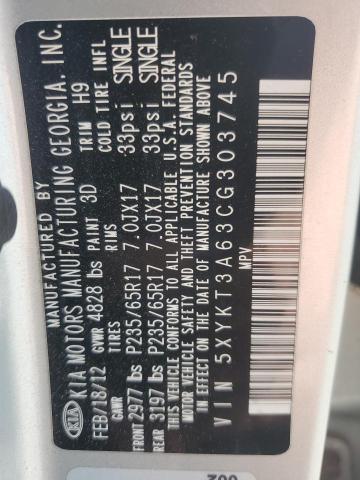 MANUFACTURED BY
KIA KIA MOTORS MANUFACTURING GEORGIA, INC.
FEB/18/12 GVWR 4828 lbs PAINT 3D TRIM H9
GAWR TIRES RIMS COLD TIRE INFL
FRONT 2977 lbs P235/65R17 7.0JX17 33psi SINGLE
REAR 3197 lbs P235/65R17 7.0JX17 33psi SINGLE
THIS VEHICLE CONFORMS TO ALL APPLICABLE U.S.A. FEDERAL
MOTOR VEHICLE SAFETY AND THEFT PREVENTION STANDARDS
IN EFFECT ON THE DATE OF MANUFACTURE SHOWN ABOVE
VIN 5XYKT3A63CG303745
MPV
002